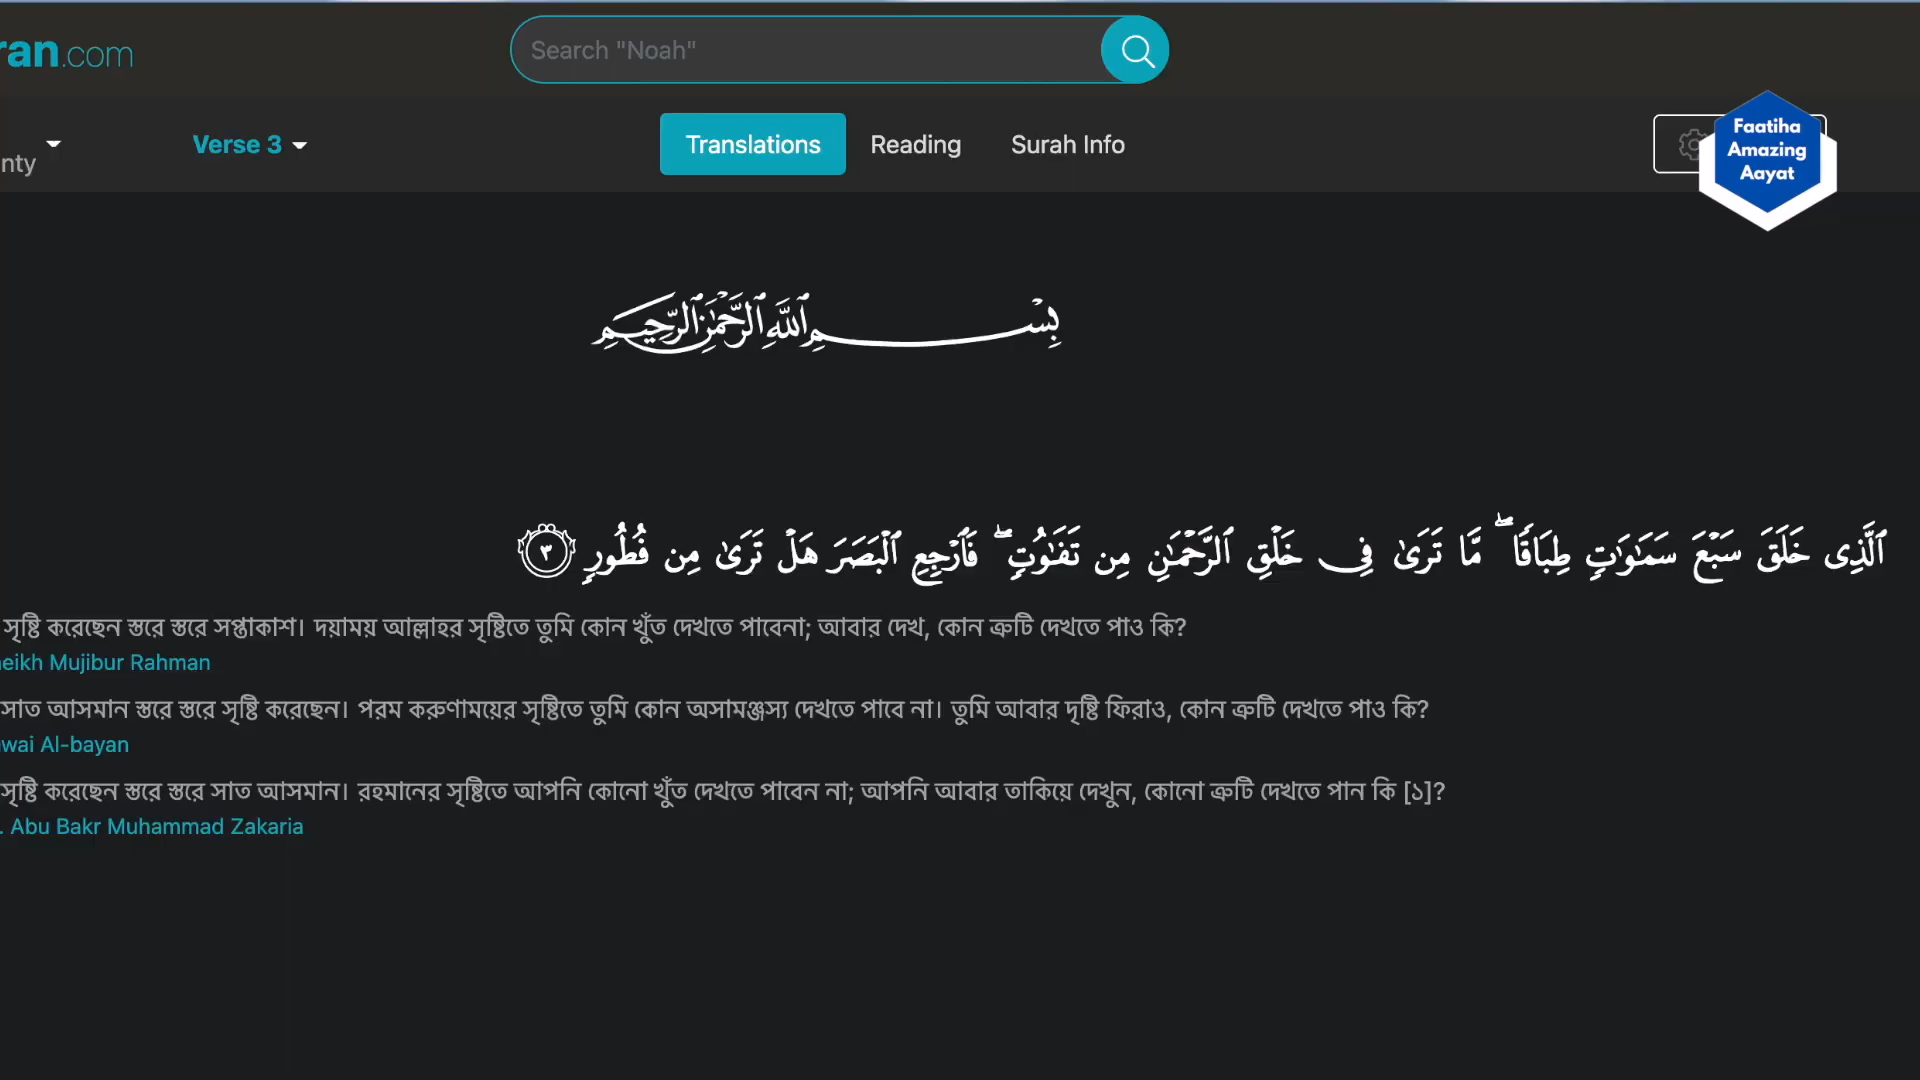 ran.com
Search "Noah"
nty
Verse 3
Translations
Reading
Surah Info
Faatiha
Amazing
Aayat
بِسْمِ ٱللَّهِ ٱلرَّحْمَٰنِ ٱلرَّحِيمِ
ٱلَّذِى خَلَقَ سَبْعَ سَمَـٰوَٰتٍ طِبَاقًا ۖ مَّا تَرَىٰ فِى خَلْقِ ٱلرَّحْمَـٰنِ مِن تَفَـٰوُتٍ ۖ فَٱرْجِعِ ٱلْبَصَرَ هَلْ تَرَىٰ مِن فُطُورٍ ٣
সৃষ্টি করেছেন স্তরে স্তরে সপ্তাকাশ। দয়াময় আল্লাহর সৃষ্টিতে তুমি কোন খুঁত দেখতে পাবেনা; আবার দেখ, কোন ত্রুটি দেখতে পাও কি?
eikh Mujibur Rahman
সাত আসমান স্তরে স্তরে সৃষ্টি করেছেন। পরম করুণাময়ের সৃষ্টিতে তুমি কোন অসামঞ্জস্য দেখতে পাবে না। তুমি আবার দৃষ্টি ফিরাও, কোন ত্রুটি দেখতে পাও কি?
wai Al-bayan
সৃষ্টি করেছেন স্তরে স্তরে সাত আসমান। রহমানের সৃষ্টিতে আপনি কোনো খুঁত দেখতে পাবেন না; আপনি আবার তাকিয়ে দেখুন, কোনো ত্রুটি দেখতে পান কি [১]?
. Abu Bakr Muhammad Zakaria